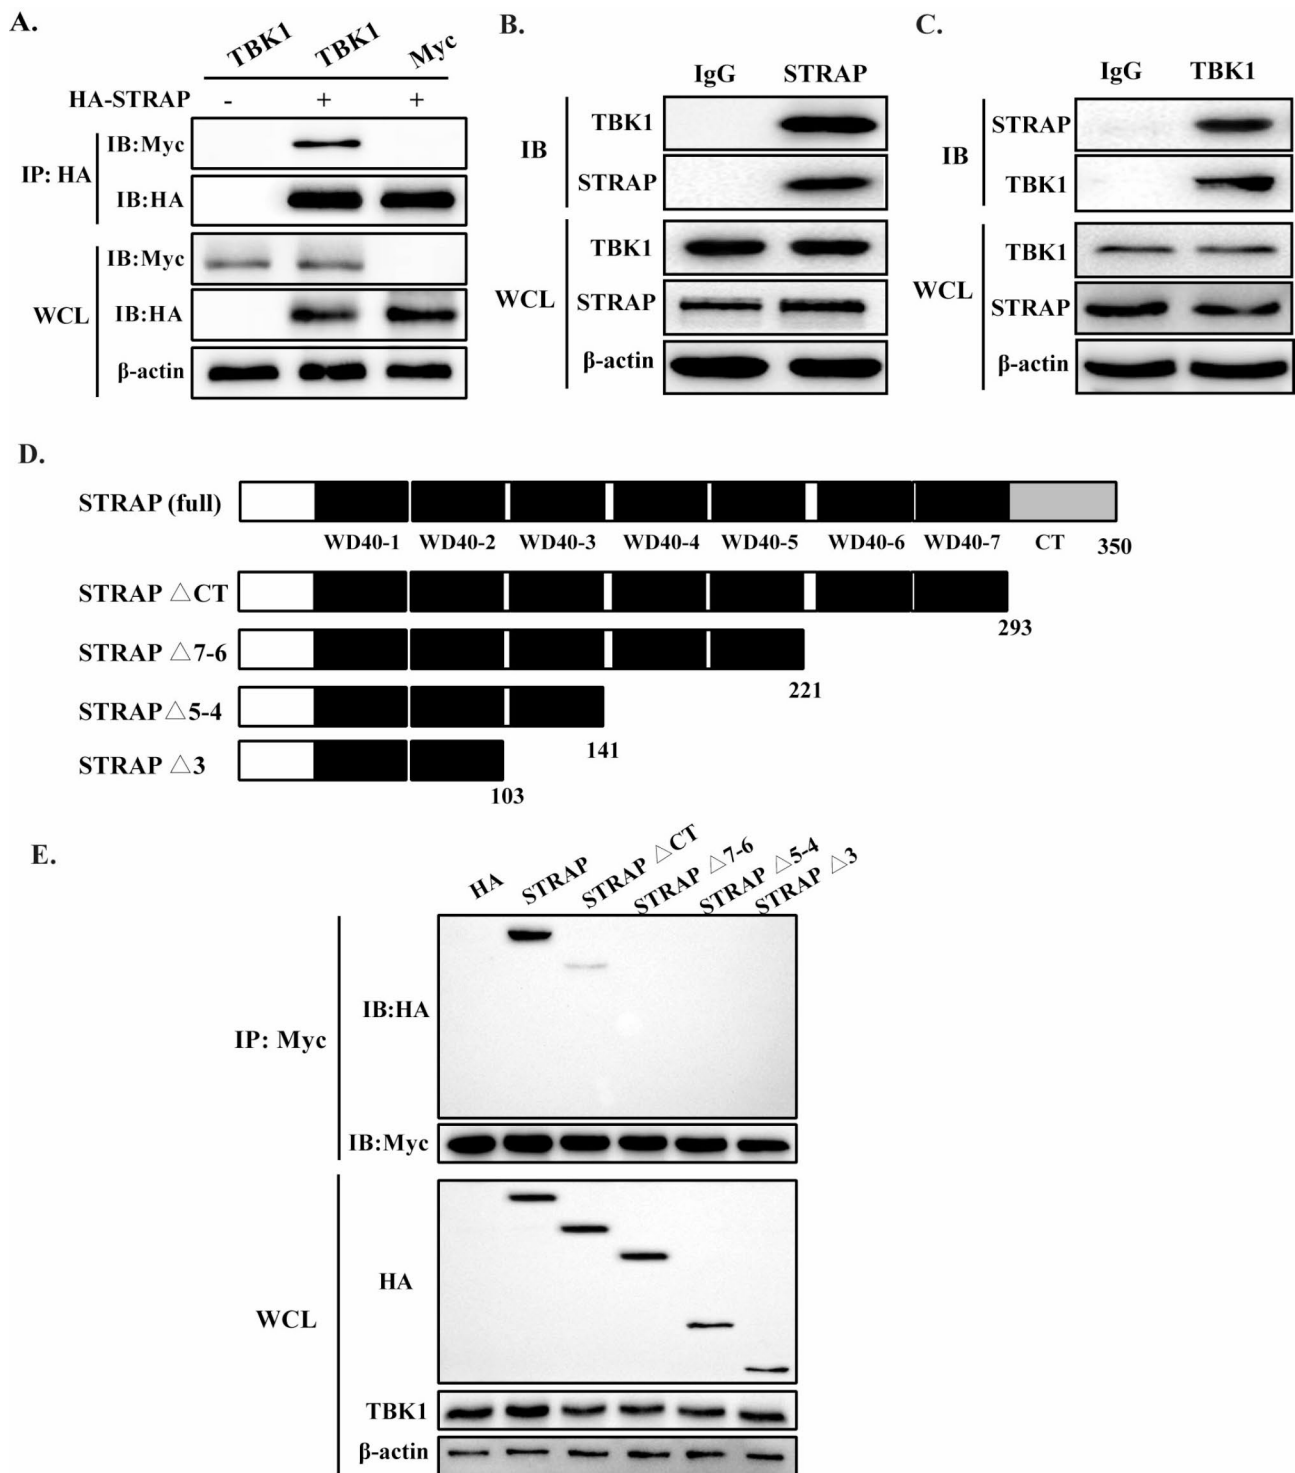 A.
TBK1 TBK1 Myc
HA-STRAP - + +
IP: HA
IB:Myc
IB:HA
WCL
IB:Myc
IB:HA
β-actin
B.
IgG STRAP
IB
TBK1
STRAP
WCL
TBK1
STRAP
β-actin
C.
IgG TBK1
IB
STRAP
TBK1
WCL
TBK1
STRAP
β-actin
D.
STRAP (full)
WD40-1 WD40-2 WD40-3 WD40-4 WD40-5 WD40-6 WD40-7 CT 350
STRAP △CT
293
STRAP △7-6
221
STRAP△5-4
141
STRAP △3
103
E.
HA STRAP STRAP △CT STRAP △7-6 STRAP △5-4 STRAP △3
IP: Myc
IB:HA
IB:Myc
WCL
HA
TBK1
β-actin